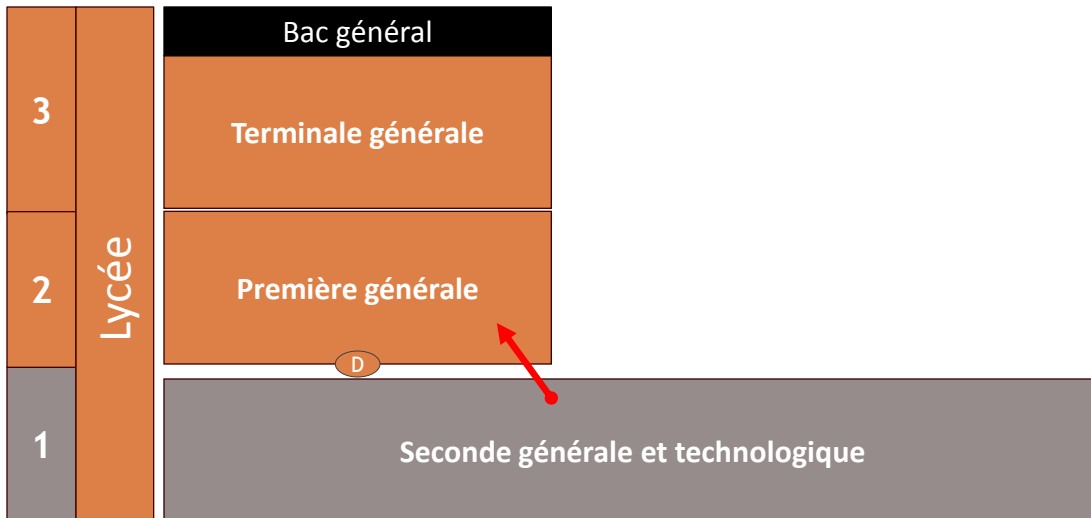 Bac général
3
Terminale générale
Lycée
2
Première générale
D
1
Seconde générale et technologique